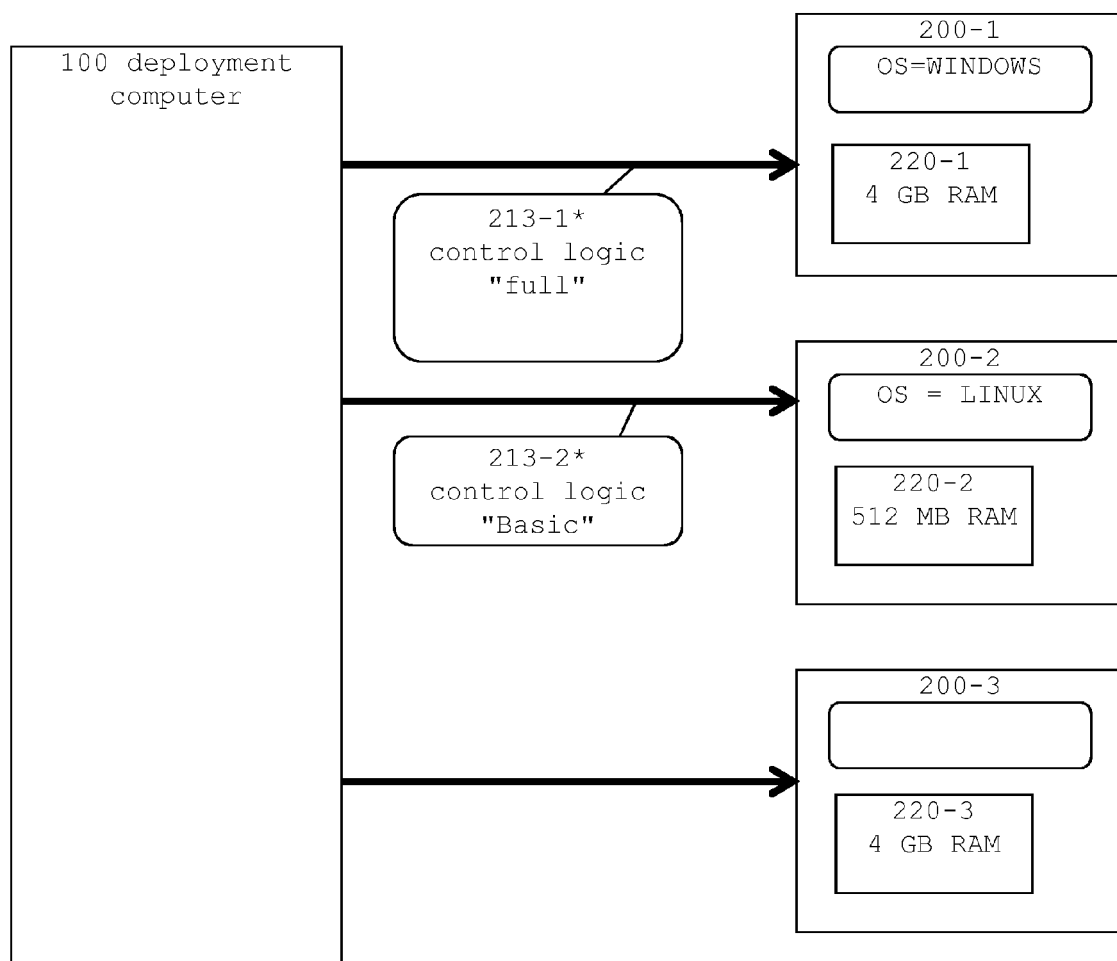 100 deployment
computer
200-1
OS=WINDOWS
220-1
4 GB RAM
213-1*
control logic
"full"
200-2
OS = LINUX
213-2*
control logic
"Basic"
220-2
512 MB RAM
200-3
220-3
4 GB RAM